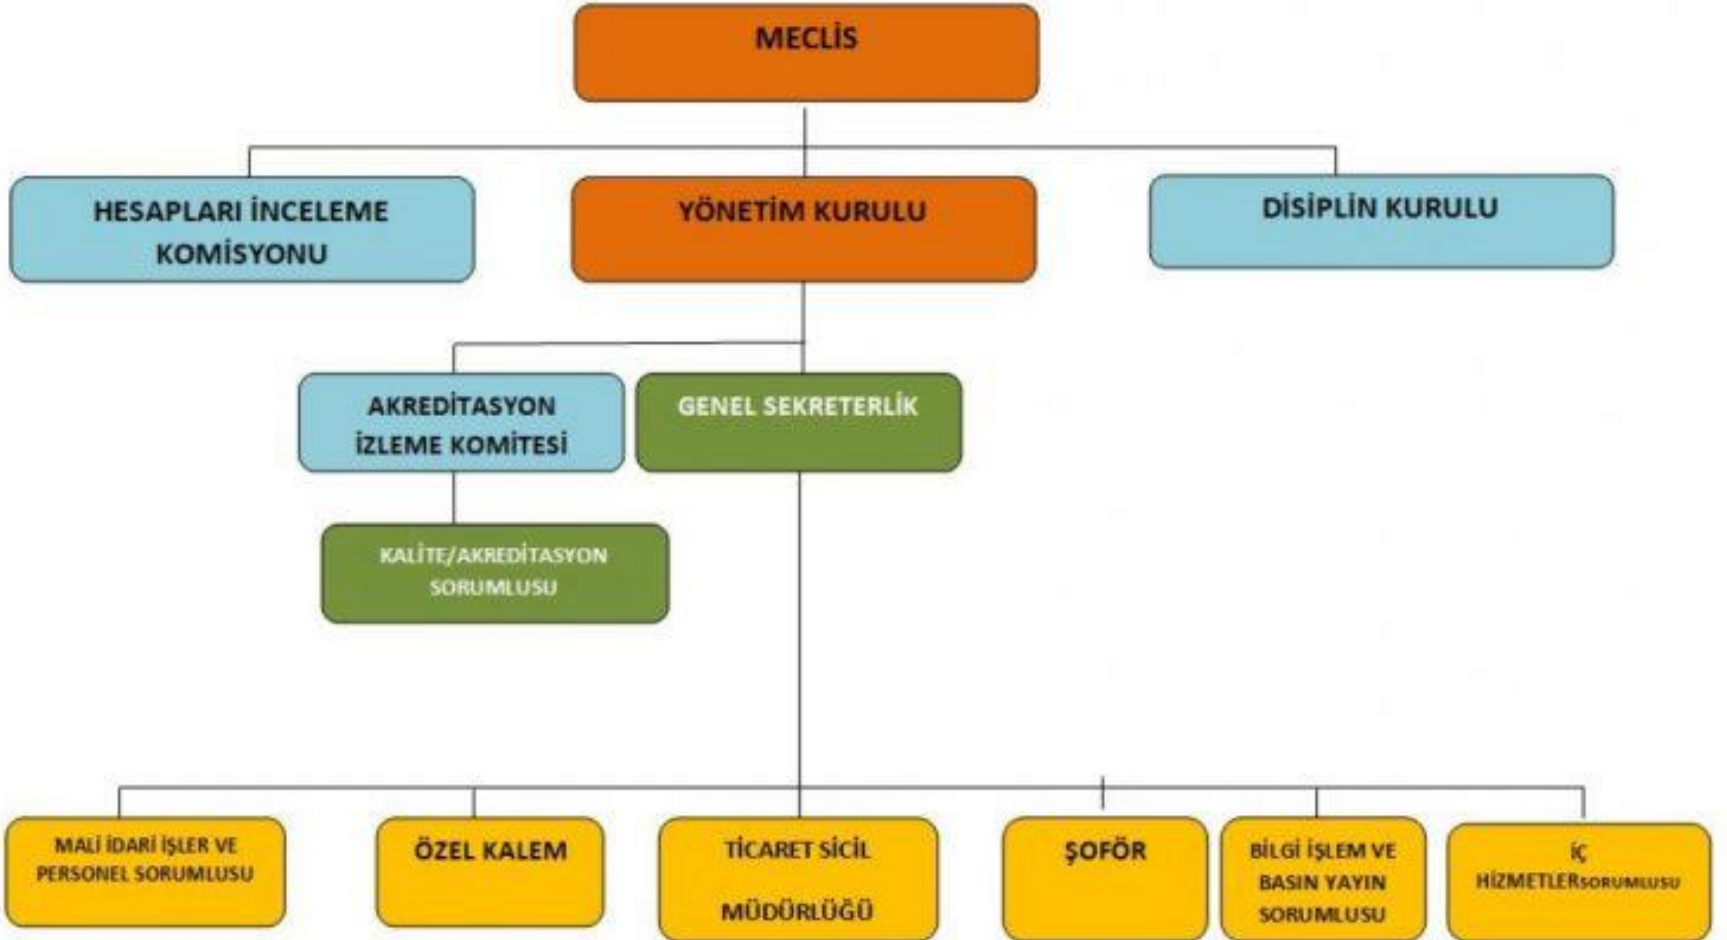 MECLİS
HESAPLARI İNCELEME
KOMİSYONU
YÖNETİM KURULU
DİSİPLİN KURULU
AKREDİTASYON
İZLEME KOMİTESİ
GENEL SEKRETERLİK
KALİTE/AKREDİTASYON
SORUMLUSU
MALİ İDARİ İŞLER VE
PERSONEL SORUMLUSU
ÖZEL KALEM
TİCARET SİCİL
MÜDÜRLÜĞÜ
ŞOFÖR
BİLGİ İŞLEM VE
BASIN YAYIN
SORUMLUSU
İÇ
HİZMETLERSORUMLUSU